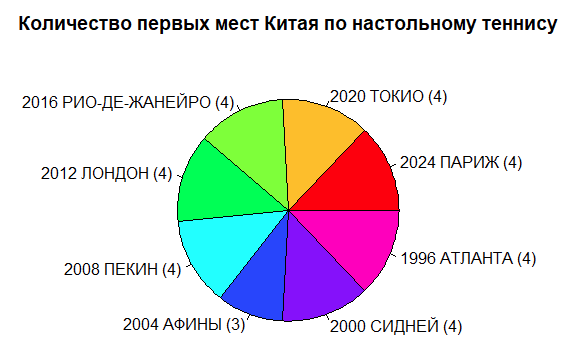 Количество первых мест Китая по настольному теннису
2016 РИО-ДЕ-ЖАНЕЙРО (4)
2020 ТОКИО (4)
2012 ЛОНДОН (4)
2024 ПАРИЖ (4)
2008 ПЕКИН (4)
1996 АТЛАНТА (4)
2004 АФИНЫ (3)
2000 СИДНЕЙ (4)